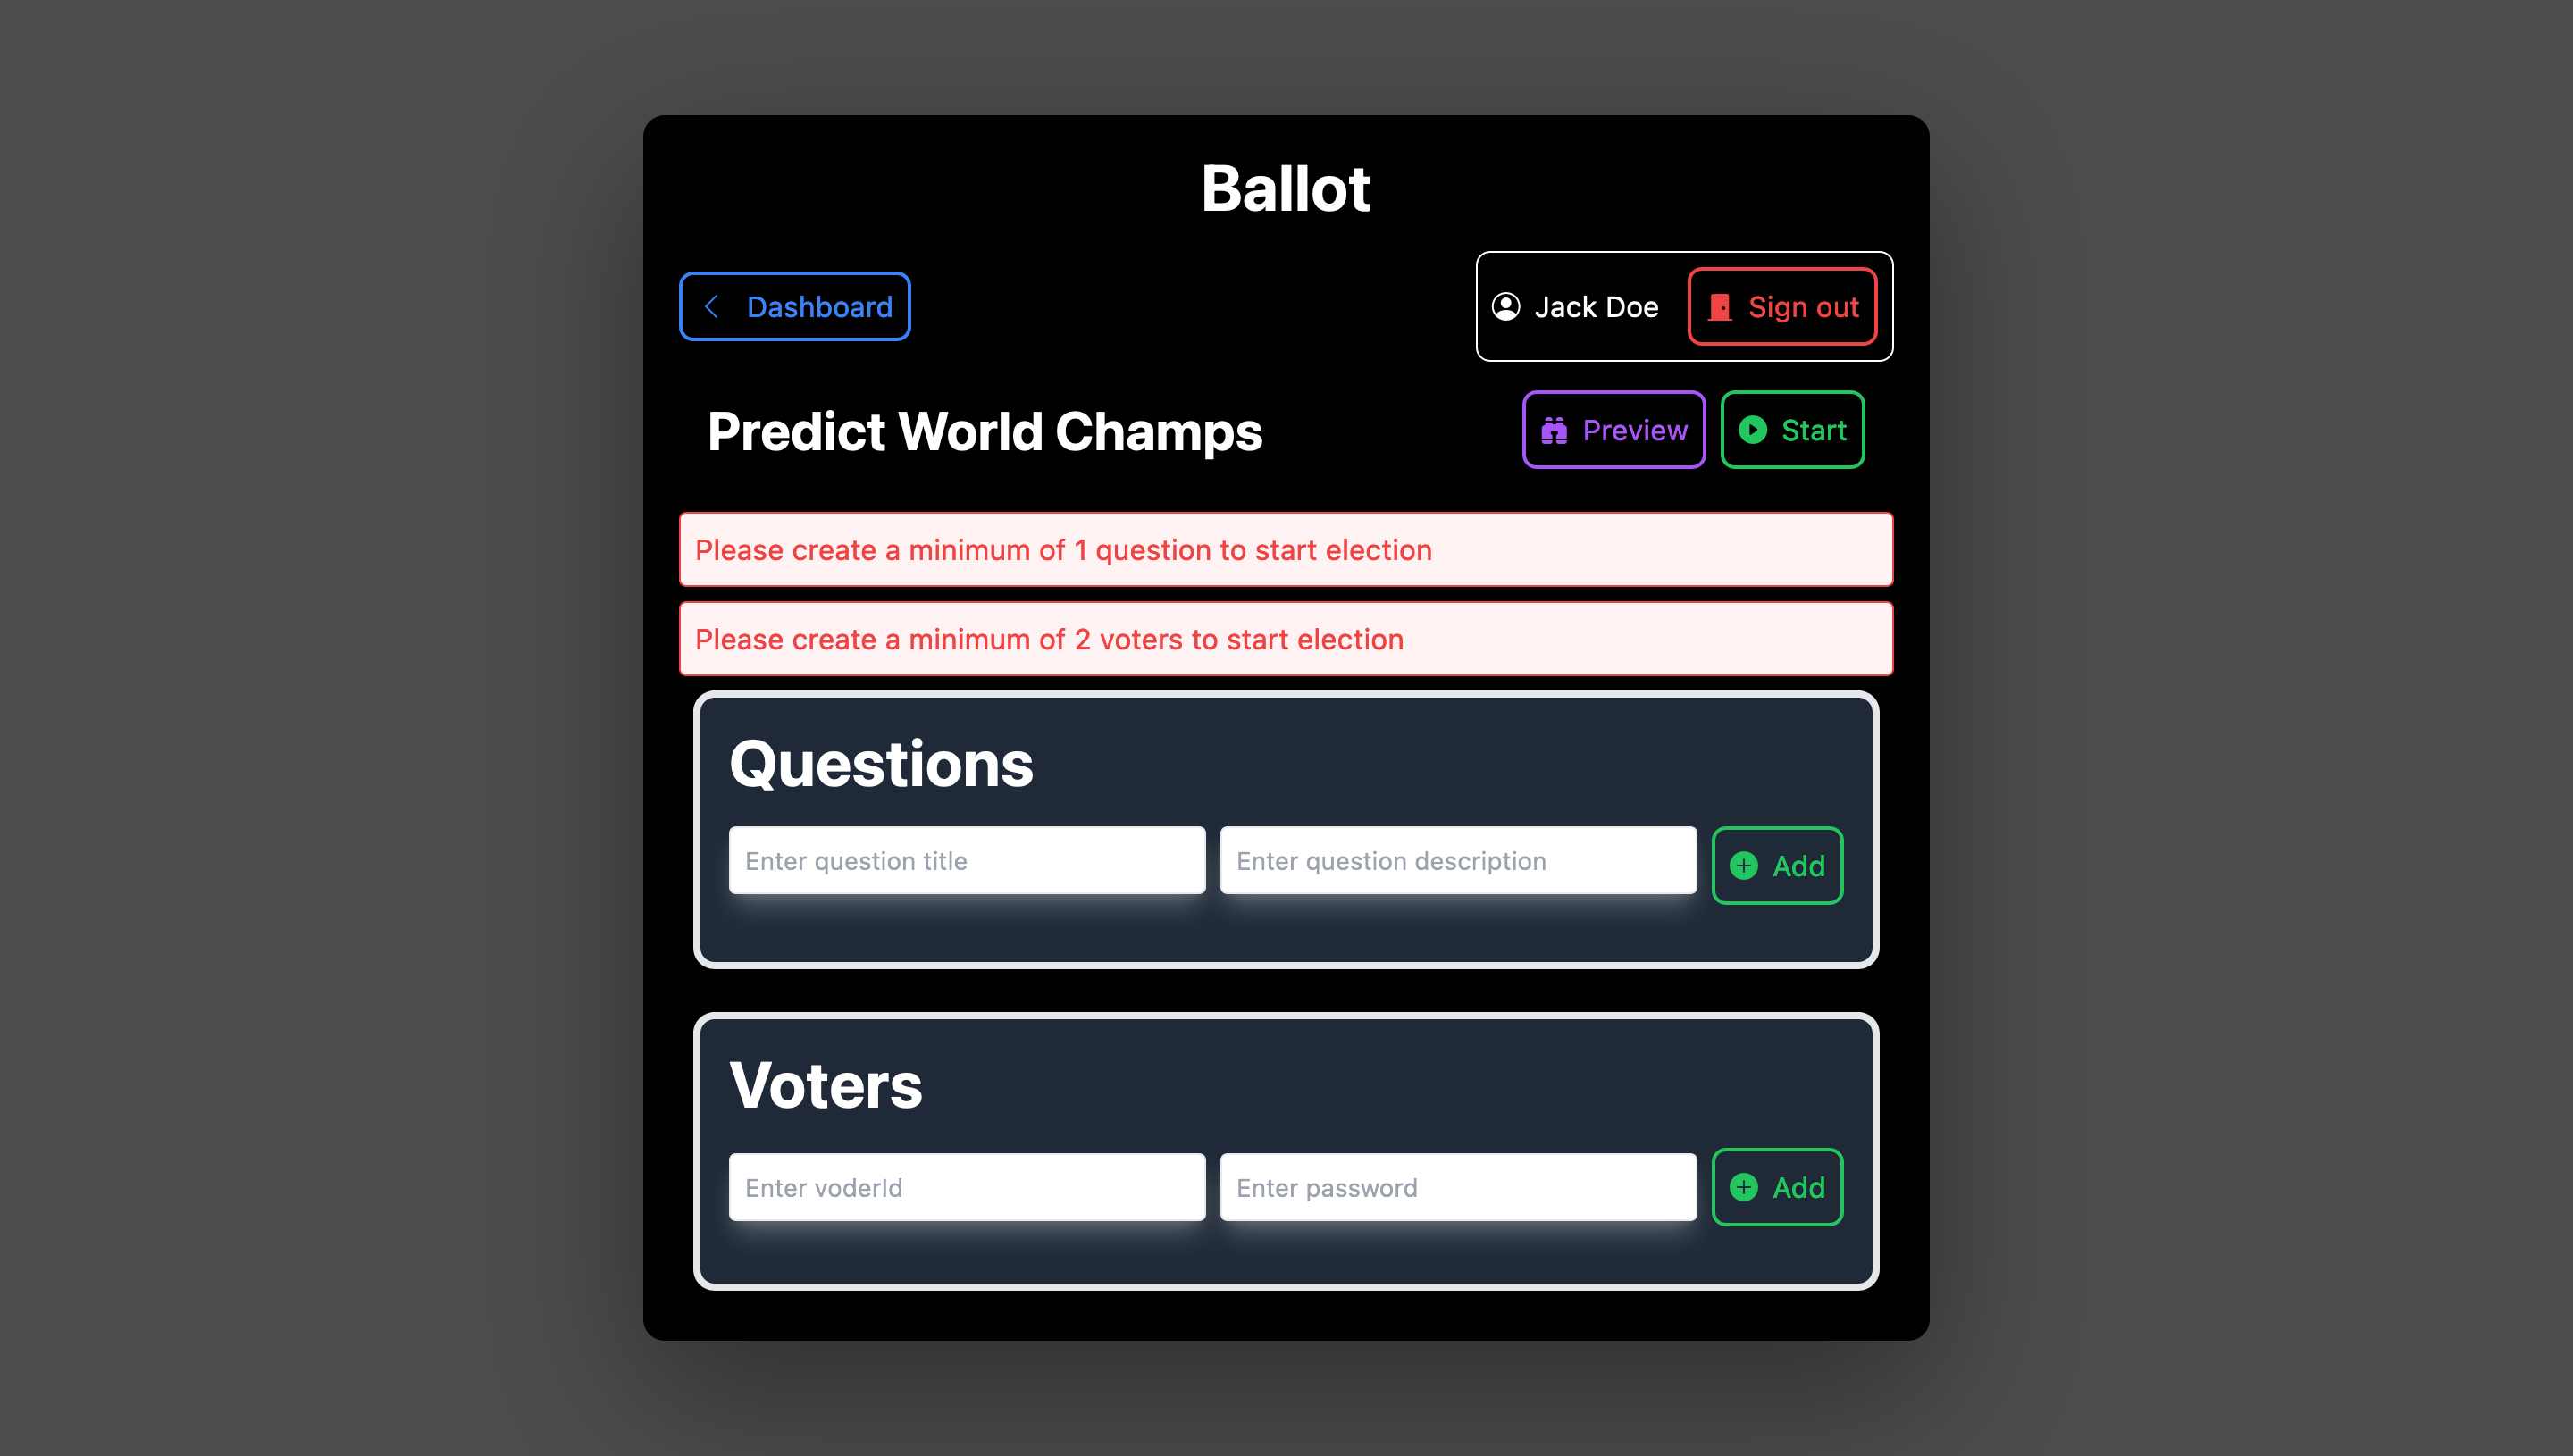 Ballot
Dashboard
Jack Doe
Sign out
Predict World Champs
Preview
Start
Please create a minimum of 1 question to start election
Please create a minimum of 2 voters to start election
Questions
Enter question title
Enter question description
Add
Voters
Enter voderId
Enter password
Add